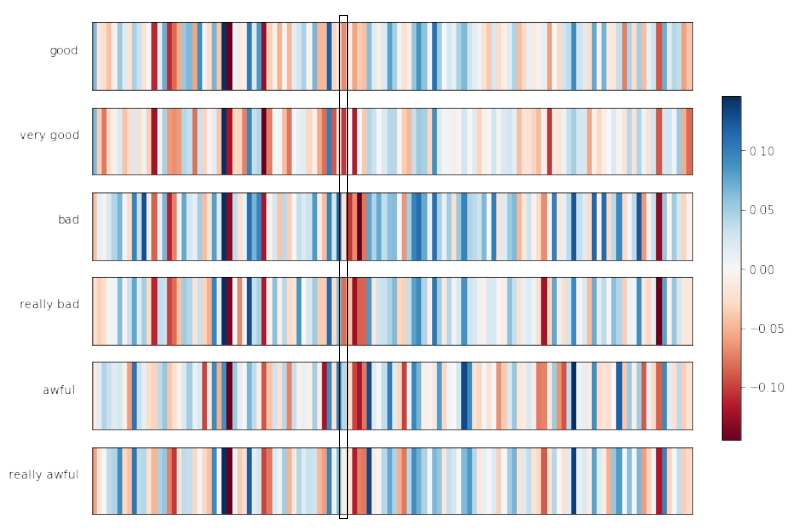 good
very good
bad
really bad
awful
really awful
0.10
0.05
0.00
−0.05
−0.10